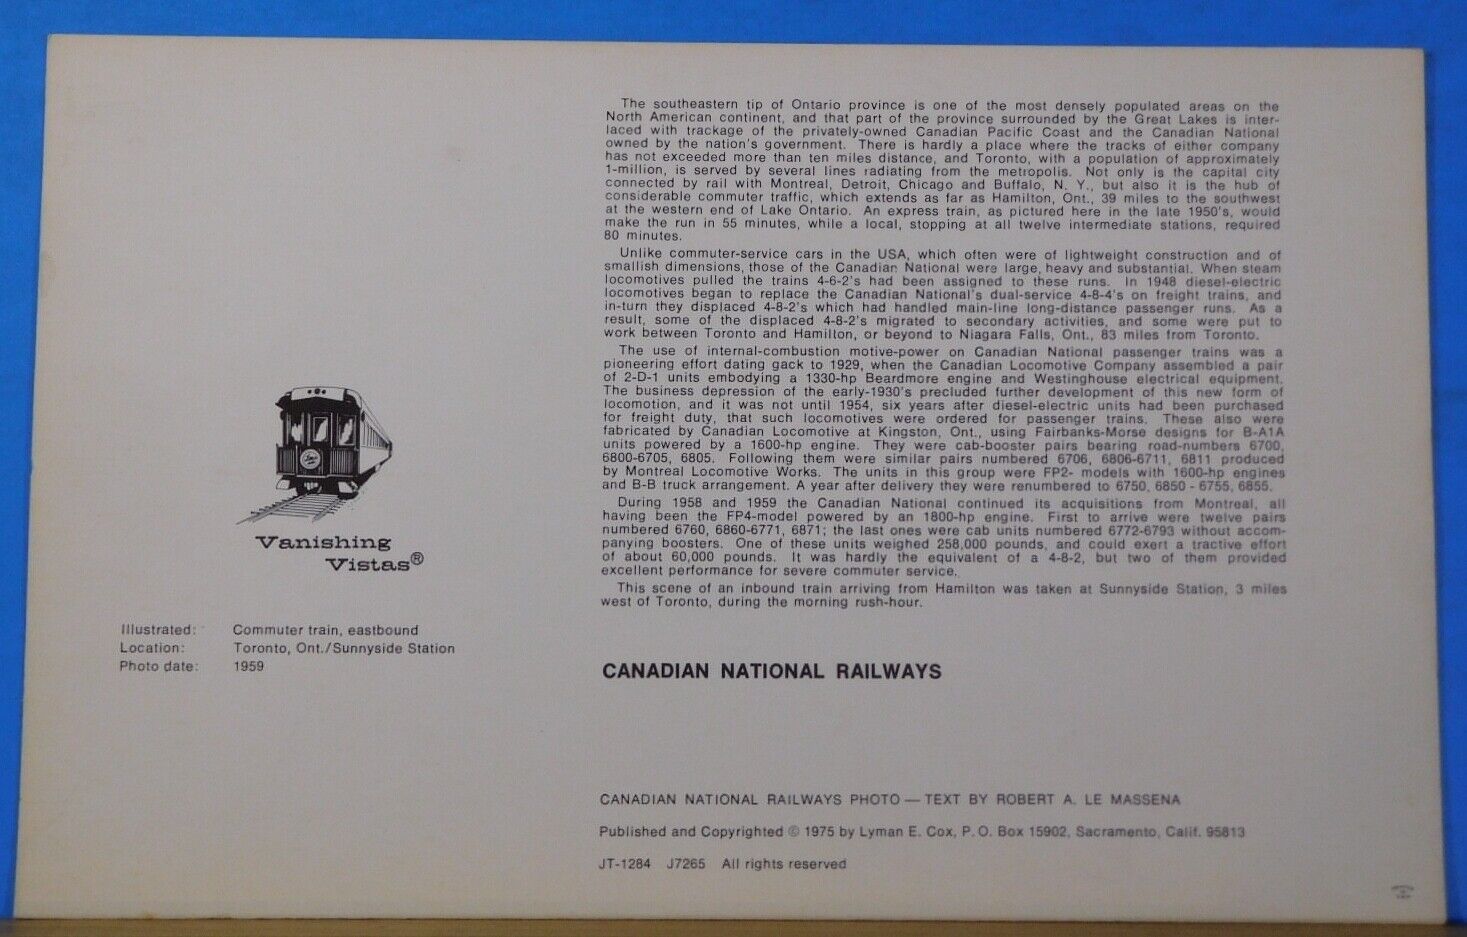 The southeastern tip of Ontario province is one of the most densely populated areas on the
North American continent, and that part of the province surrounded by the Great Lakes is inter-
laced with trackage of the privately-owned Canadian Pacific Coast and the Canadian National
owned by the nation's government. There is hardly a place where the tracks of either company
has not exceeded more than ten miles distance, and Toronto, with a population of approximately
1-million, is served by several lines radiating from the metropolis. Not only is the capital city
connected by rail with Montreal, Detroit, Chicago and Buffalo, N. Y., but also it is the hub of
considerable commuter traffic, which extends as far as Hamilton, Ont., 39 miles to the southwest
at the western end of Lake Ontario. An express train, as pictured here in the late 1950's, would
make the run in 55 minutes, while a local, stopping at all twelve intermediate stations, required
80 minutes.
Unlike commuter-service cars in the USA, which often were of lightweight construction and of
smallish dimensions, those of the Canadian National were large, heavy and substantial. When steam
locomotives pulled the trains 4-6-2's had been assigned to these runs. In 1948 diesel-electric
locomotives began to replace the Canadian National's dual-service 4-8-4's on freight trains, and
in-turn they displaced 4-8-2's which had handled main-line long-distance passenger runs. As a
result, some of the displaced 4-8-2's migrated to secondary activities, and some were put to
work between Toronto and Hamilton, or beyond to Niagara Falls, Ont., 83 miles from Toronto.
The use of internal-combustion motive-power on Canadian National passenger trains was a
pioneering effort dating gack to 1929, when the Canadian Locomotive Company assembled a pair
of 2-D-1 units embodying a 1330-hp Beardmore engine and Westinghouse electrical equipment.
The business depression of the early-1930's precluded further development of this new form of
locomotion, and it was not until 1954, six years after diesel-electric units had been purchased
for freight duty, that such locomotives were ordered for passenger trains. These also were
fabricated by Canadian Locomotive at Kingston, Ont., using Fairbanks-Morse designs for B-A1A
units powered by a 1600-hp engine. They were cab-booster pairs bearing road-numbers 6700,
6800-6705, 6805. Following them were similar pairs numbered 6706, 6806-6711, 6811 produced
by Montreal Locomotive Works. The units in this group were FP2- models with 1600-hp engines
and B-B truck arrangement. A year after delivery they were renumbered to 6750, 6850 - 6755, 6855.
During 1958 and 1959 the Canadian National continued its acquisitions from Montreal, all
having been the FP4-model powered by an 1800-hp engine. First to arrive were twelve pairs
numbered 6760, 6860-6771, 6871; the last ones were cab units numbered 6772-6793 without accom-
panying boosters. One of these units weighed 258,000 pounds, and could exert a tractive effort
of about 60,000 pounds. It was hardly the equivalent of a 4-8-2, but two of them provided
excellent performance for severe commuter service.
This scene of an inbound train arriving from Hamilton was taken at Sunnyside Station, 3 miles
west of Toronto, during the morning rush-hour.
Vanishing
Vistas®
Illustrated: Commuter train, eastbound
Location: Toronto, Ont./Sunnyside Station
Photo date: 1959
CANADIAN NATIONAL RAILWAYS
CANADIAN NATIONAL RAILWAYS PHOTO — TEXT BY ROBERT A. LE MASSENA
Published and Copyrighted © 1975 by Lyman E. Cox, P. O. Box 15902, Sacramento, Calif. 95813
JT-1284 J7265 All rights reserved